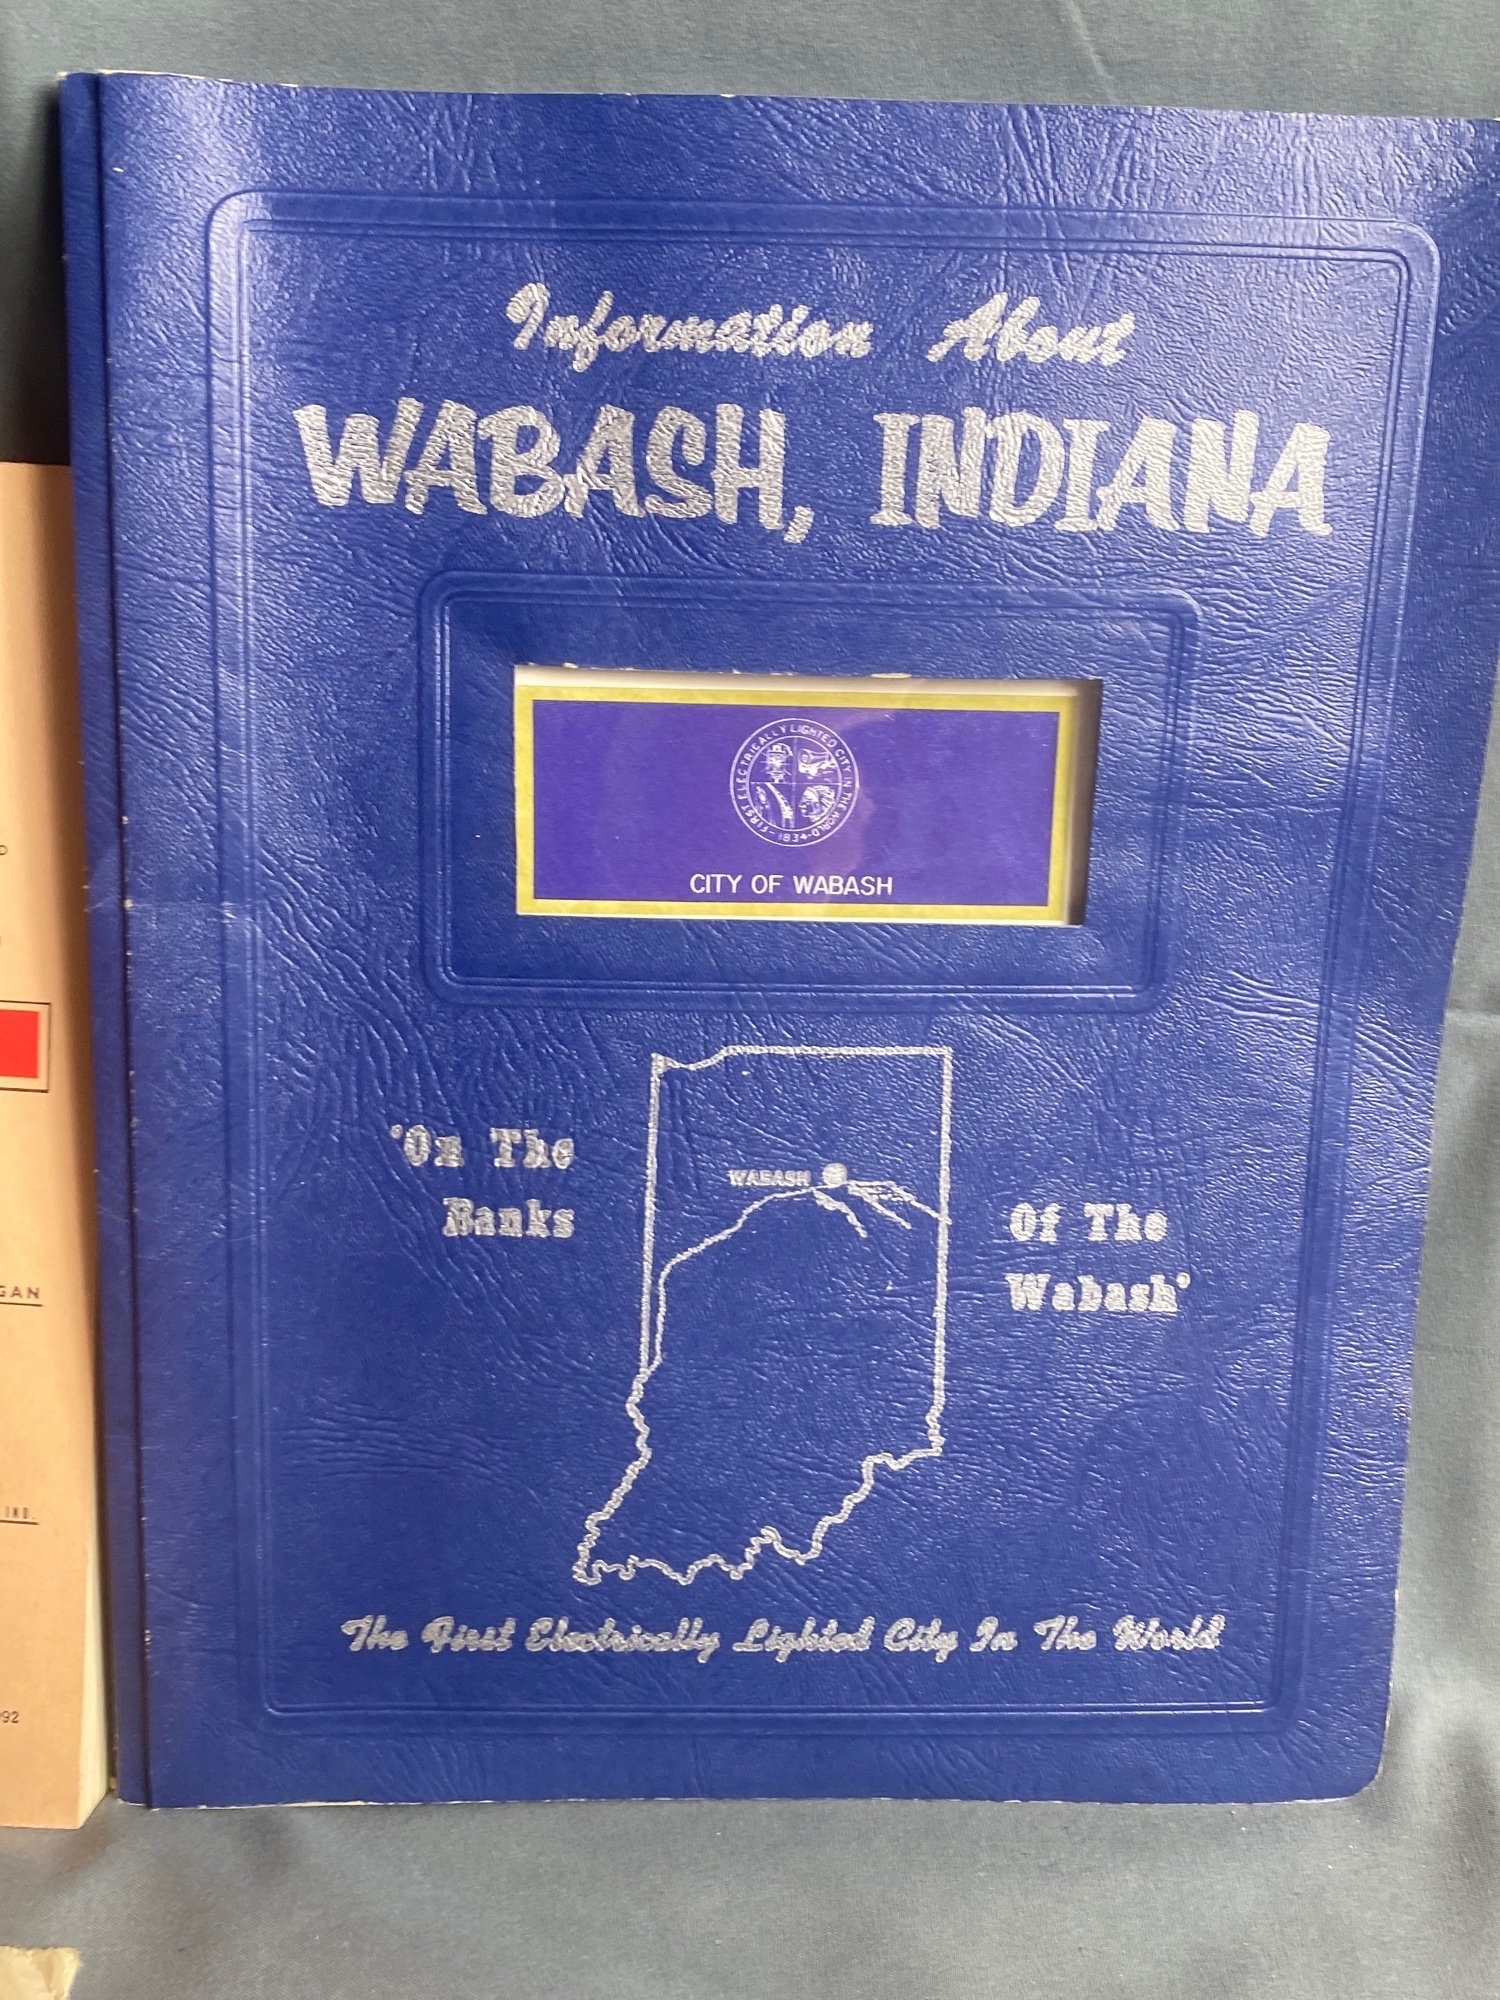 Information About
WABASH, INDIANA
FIRST ELECTRICALLY LIGHTED CITY IN THE WORLD
-1834-
CITY OF WABASH
'On The
Banks
WABASH
Of The
Wabash'
The First Electrically Lighted City In The World
GAN
IND.
92